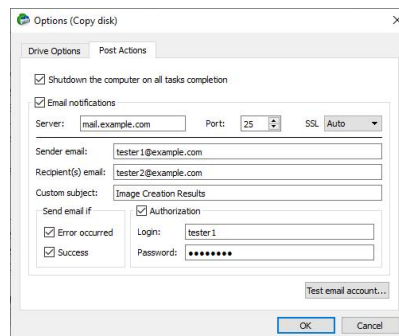 Options (Copy disk)
Drive Options Post Actions
Shutdown the computer on all tasks completion
Email notifications
Server: mail.example.com Port: 25 SSL Auto
Sender email: tester1@example.com
Recipient(s) email: tester2@example.com
Custom subject: Image Creation Results
Send email if Authorization
Error occurred Login: tester1
Success Password: ●●●●●●●●
Test email account...
OK Cancel